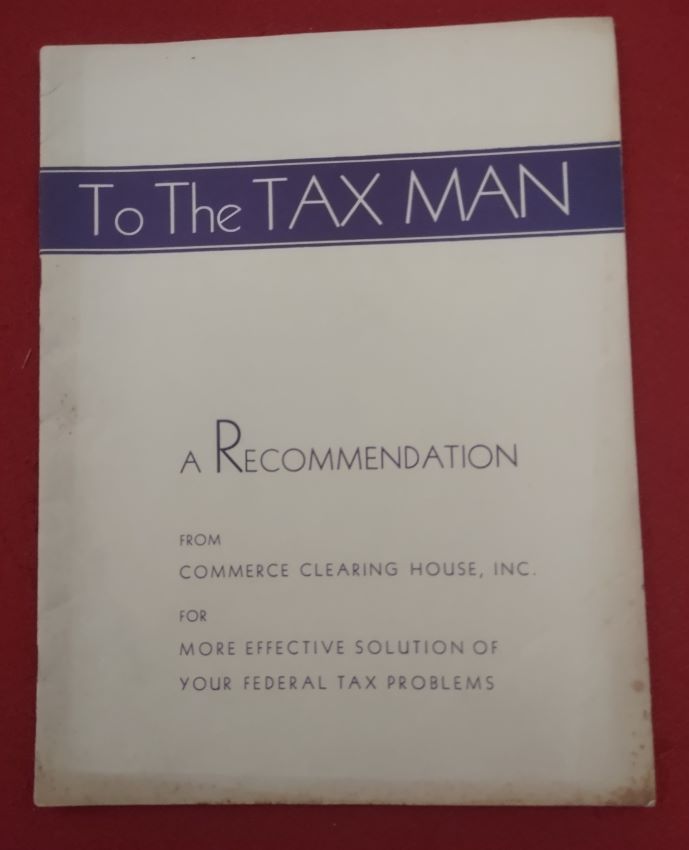 To The TAX MAN
A RECOMMENDATION
FROM
COMMERCE CLEARING HOUSE, INC.
FOR
MORE EFFECTIVE SOLUTION OF
YOUR FEDERAL TAX PROBLEMS